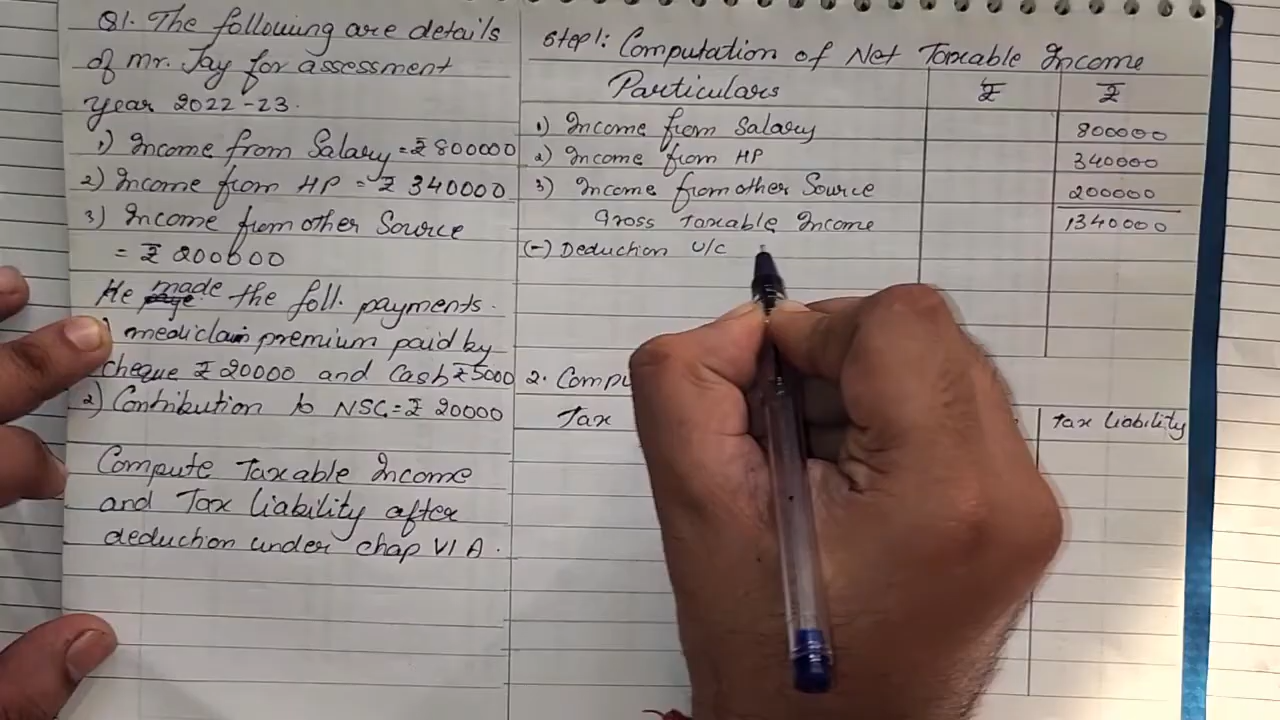 Q1. The following are details
of mr. Jay for assessment
year 2022-23.
1) Income from Salary = ₹ 800000
2) Income from HP = ₹ 340000
3) Income from other Source
= ₹ 200000
He made the foll. payments.
mediclaim premium paid by
cheque ₹ 20000 and Cash ₹ 5000
2) Contribution to NSC = ₹ 20000
Compute Taxable Income
and Tax liability after
deduction under chap VI A.
Step 1: Computation of Net Taxable Income
Particulars ₹ ₹
1) Income from Salary 800000
2) Income from HP 340000
3) Income from other Source 200000
Gross Taxable Income 1340000
(-) Deduction U/C
2. Compu
Tax Tax liability